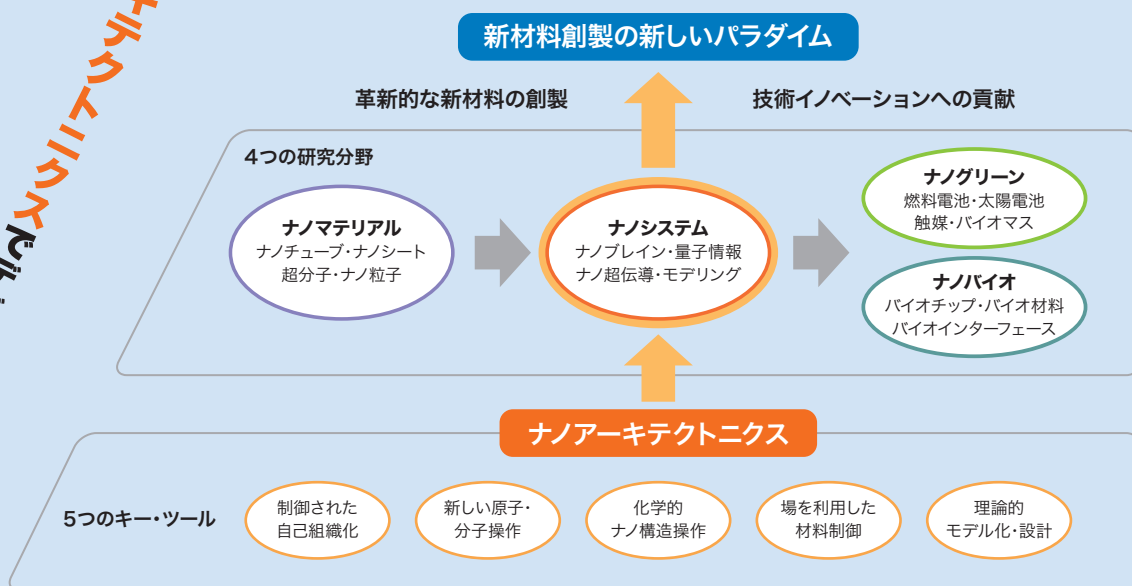 キテクトニクスで
新材料創製の新しいパラダイム
革新的な新材料の創製
技術イノベーションへの貢献
4つの研究分野
ナノマテリアル
ナノチューブ・ナノシート
超分子・ナノ粒子
ナノシステム
ナノブレイン・量子情報
ナノ超伝導・モデリング
ナノグリーン
燃料電池・太陽電池
触媒・バイオマス
ナノバイオ
バイオチップ・バイオ材料
バイオインターフェース
ナノアーキテクトニクス
5つのキー・ツール
制御された
自己組織化
新しい原子・
分子操作
化学的
ナノ構造操作
場を利用した
材料制御
理論的
モデル化・設計